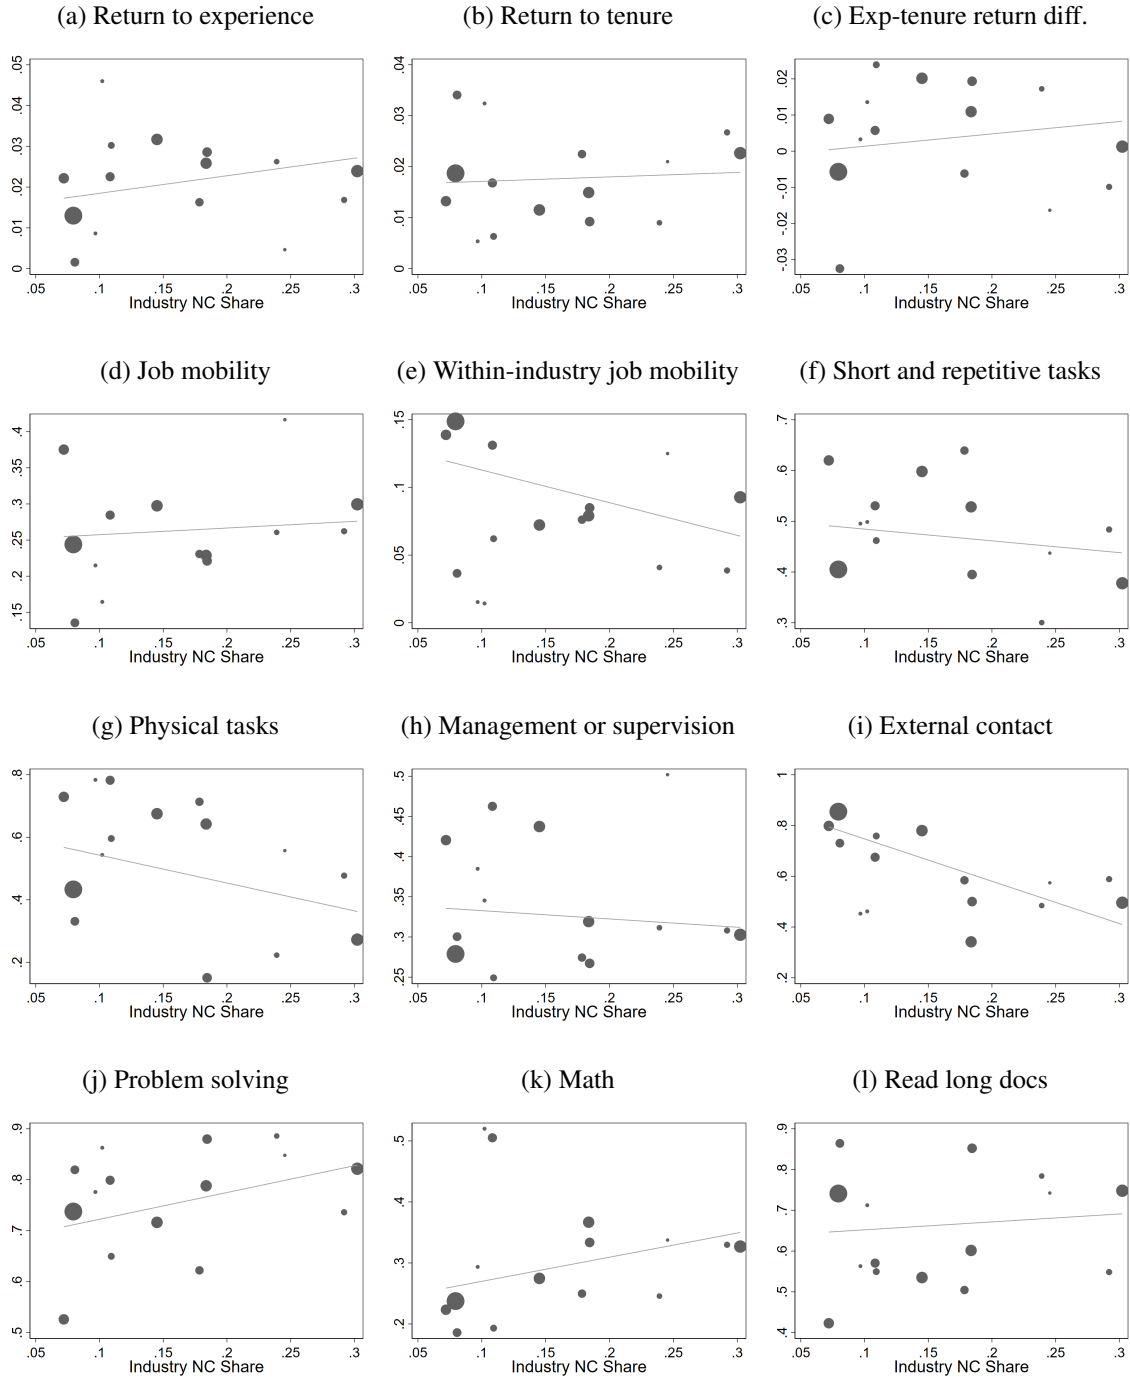 (a) Return to experience
(b) Return to tenure
(c) Exp-tenure return diff.
0 .01 .02 .03 .04 .05
.05 .1 .15 .2 .25 .3
Industry NC Share
0 .01 .02 .03 .04
.05 .1 .15 .2 .25 .3
Industry NC Share
-.03 -.02 -.01 0 .01 .02
.05 .1 .15 .2 .25 .3
Industry NC Share
(d) Job mobility
(e) Within-industry job mobility
(f) Short and repetitive tasks
.15 .2 .25 .3 .35 .4
.05 .1 .15 .2 .25 .3
Industry NC Share
0 .05 .1 .15
.05 .1 .15 .2 .25 .3
Industry NC Share
.3 .4 .5 .6 .7
.05 .1 .15 .2 .25 .3
Industry NC Share
(g) Physical tasks
(h) Management or supervision
(i) External contact
.2 .4 .6 .8
.05 .1 .15 .2 .25 .3
Industry NC Share
.25 .3 .35 .4 .45 .5
.05 .1 .15 .2 .25 .3
Industry NC Share
.2 .4 .6 .8 1
.05 .1 .15 .2 .25 .3
Industry NC Share
(j) Problem solving
(k) Math
(l) Read long docs
.5 .6 .7 .8 .9
.05 .1 .15 .2 .25 .3
Industry NC Share
.2 .3 .4 .5
.05 .1 .15 .2 .25 .3
Industry NC Share
.4 .5 .6 .7 .8 .9
.05 .1 .15 .2 .25 .3
Industry NC Share